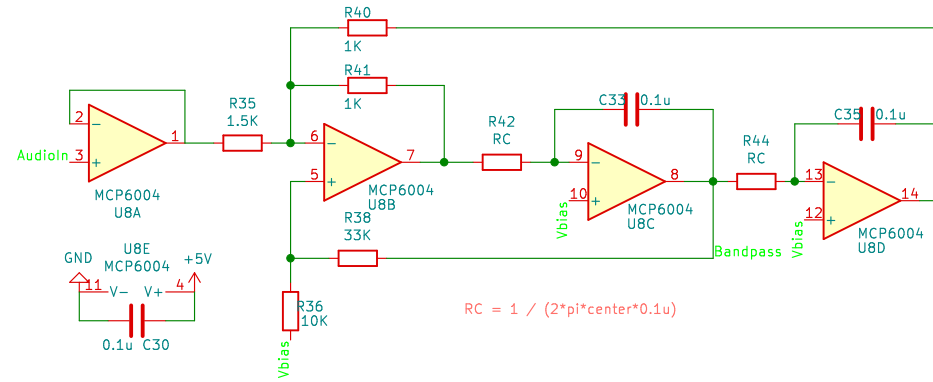 R40
1K
R41
1K
R35
1.5K
2
−
1
AudioIn
3
+
MCP6004
U8A
6
−
7
5
+
MCP6004
U8B
R42
RC
C33 0.1u
9
−
8
10
+
Vbias
MCP6004
U8C
R44
RC
C35 0.1u
13
−
14
12
+
Vbias
MCP6004
U8D
Bandpass
R38
33K
R36
10K
Vbias
GND
U8E
MCP6004
+5V
11 V− V+ 4
0.1u C30
RC = 1 / (2*pi*center*0.1u)